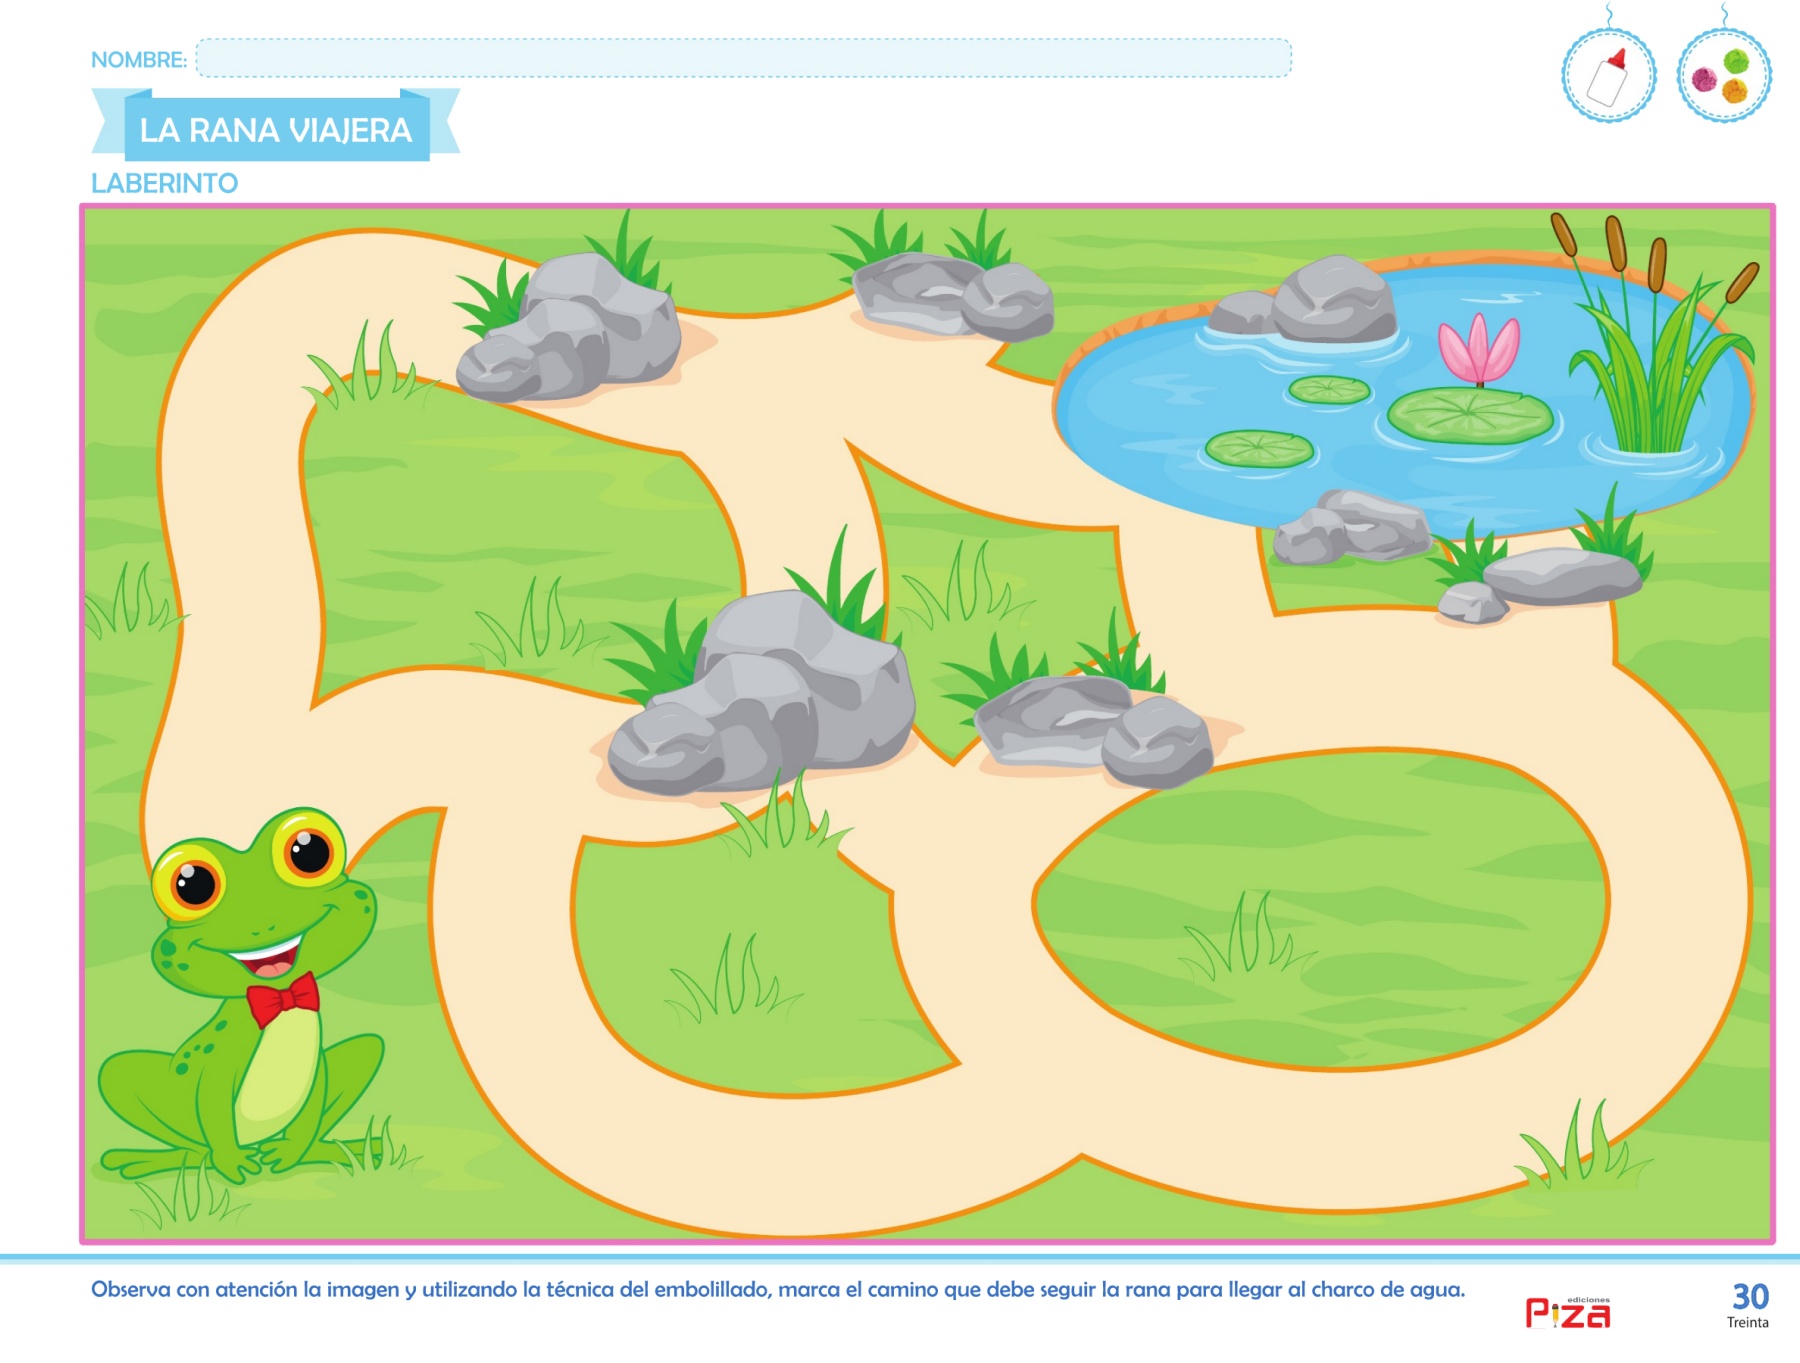 NOMBRE:
LA RANA VIAJERA
LABERINTO
Observa con atención la imagen y utilizando la técnica del embolillado, marca el camino que debe seguir la rana para llegar al charco de agua.
ediciones
Piza
30
Treinta